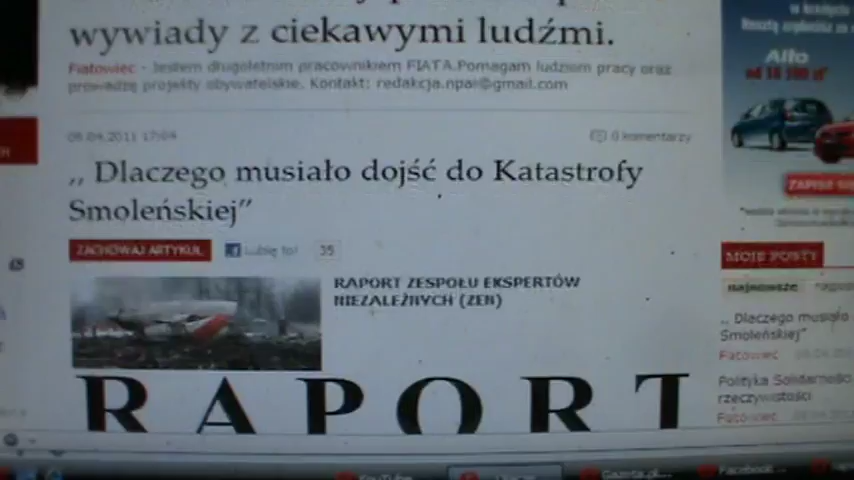 wywiady z ciekawymi ludźmi.
Fiatowiec - Jestem długoletnim pracownikiem FIATA.Pomagam ludziom pracy oraz
prowadzę projekty obywatelskie. Kontakt: redakcja.npai@gmail.com
08.04.2011 17:04
0 komentarzy
,, Dlaczego musiało dojść do Katastrofy
Smoleńskiej”
ZACHOWAJ ARTYKUŁ
Lubię to!
35
RAPORT ZESPOŁU EKSPERTÓW
NIEZALEŻNYCH (ZEN)
RAPORT
Alto
MOJE POSTY
najnowsze
,, Dlaczego musiało
Smoleńskiej”
Fiatowiec
Polityka Solidarności
rzeczywistości
Fiatowiec
YouTube
Gazeta.pl...
Facebook